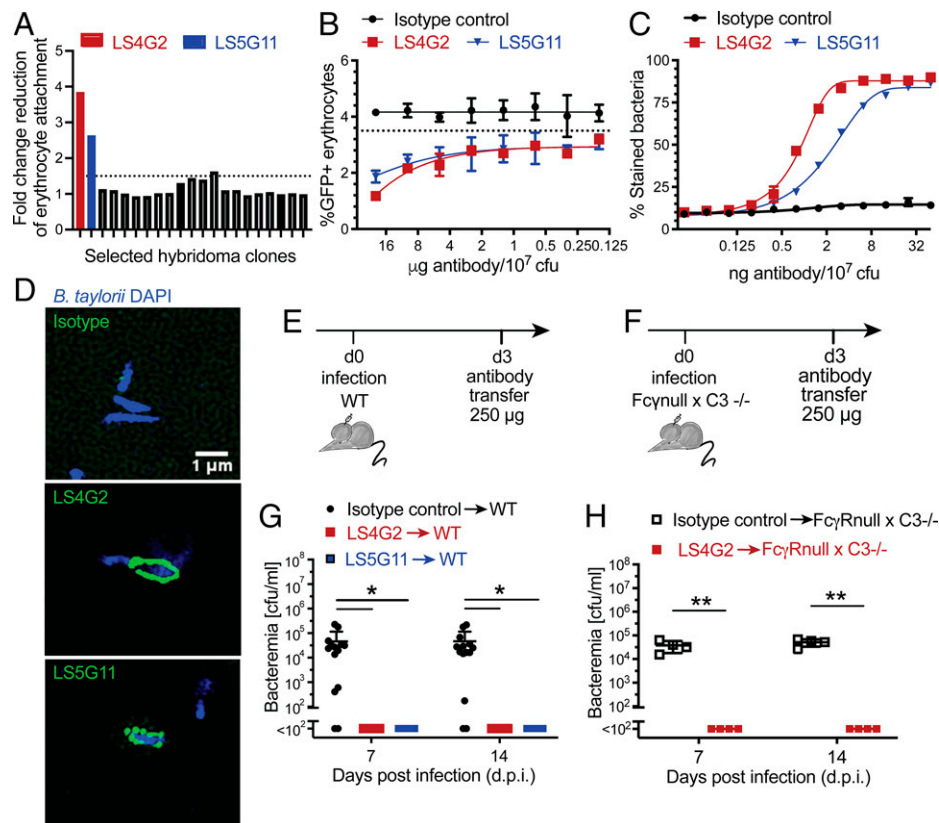 A
LS4G2 LS5G11
Fold change reduction
of erythrocyte attachment
5
4
3
2
1
0
Selected hybridoma clones
B
Isotype control
LS4G2 LS5G11
%GFP+ erythrocytes
6
4
2
0
16 8 4 2 1 0.5 0.250.125
μg antibody/10⁷ cfu
C
Isotype control
LS4G2 LS5G11
% Stained bacteria
100
75
50
25
0
0.125 0.5 2 8 32
ng antibody/10⁷ cfu
D
B. taylorii DAPI
Isotype
1 μm
LS4G2
LS5G11
E
d0
infection
WT
d3
antibody
transfer
250 μg
F
d0
infection
Fcγnull x C3 -/-
d3
antibody
transfer
250 μg
G
Isotype control→WT
LS4G2→WT
LS5G11→WT
Bacteremia [cfu/ml]
10⁸
10⁷
10⁶
10⁵
10⁴
10³
10²
<10²
* *
7 14
Days post infection (d.p.i.)
H
Isotype control→FcγRnull x C3-/-
LS4G2→FcγRnull x C3-/-
Bacteremia [cfu/ml]
10⁸
10⁷
10⁶
10⁵
10⁴
10³
10²
<10²
** **
7 14
Days post infection (d.p.i.)